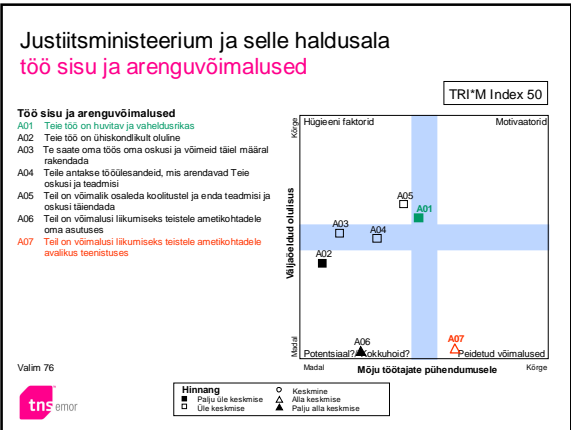 Justiitsministeerium ja selle haldusala
töö sisu ja arenguvõimalused
TRI*M Index 50
Töö sisu ja arenguvõimalused
A01 Teie töö on huvitav ja vaheldusrikas
A02 Teie töö on ühiskondlikult oluline
A03 Te saate oma töös oma oskusi ja võimeid täiel määral
rakendada
A04 Teile antakse tööülesandeid, mis arendavad Teie
oskusi ja teadmisi
A05 Teil on võimalik osaleda koolitustel ja enda teadmisi ja
oskusi täiendada
A06 Teil on võimalusi liikumiseks teistele ametikohtadele
oma asutuses
A07 Teil on võimalusi liikumiseks teistele ametikohtadele
avalikus teenistuses
Kõrge
Väljaöeldud olulisus
Madal
Hügieeni faktorid
Motivaatorid
A05
A01
A03
A04
A02
A06
A07
Potentsiaal? Kokkuhoid?
Peidetud võimalused
Madal
Mõju töötajate pühendumusele
Kõrge
Valim 76
tns emor
Hinnang
Palju üle keskmise
Üle keskmise
Keskmine
Alla keskmise
Palju alla keskmise